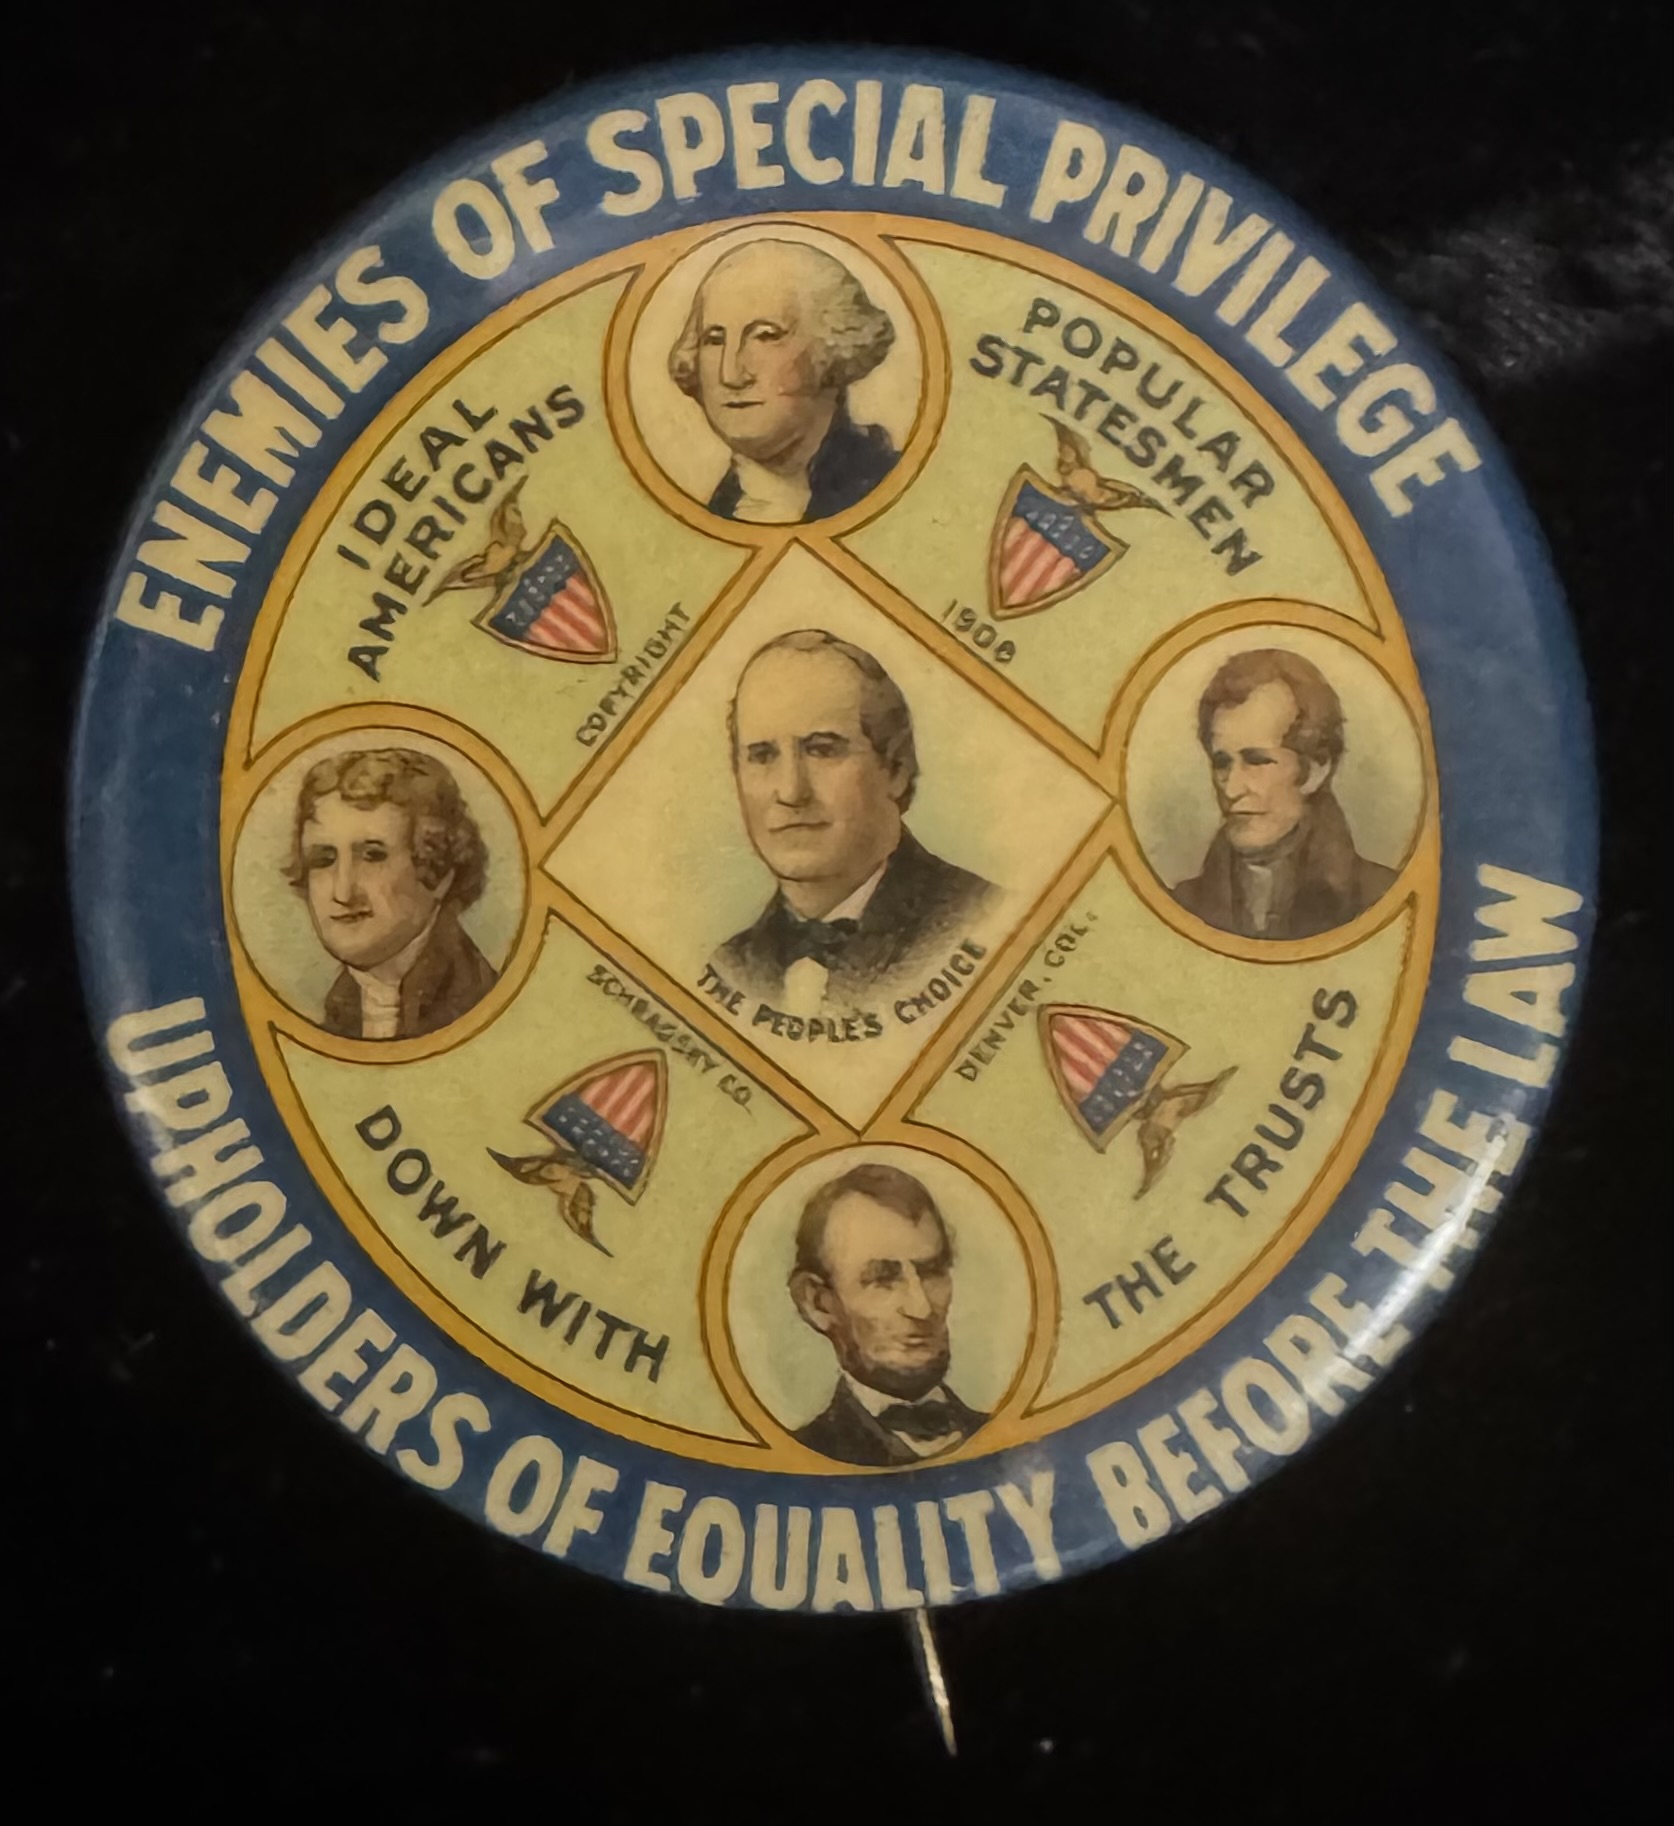 ENEMIES OF SPECIAL PRIVILEGE
IDEAL
AMERICANS
POPULAR
STATESMEN
COPYRIGHT
THE PEOPLE'S CHOICE
DENVER, COL.
DOWN WITH
THE TRUSTS
UPHOLDERS OF EQUALITY BEFORE THE LAW